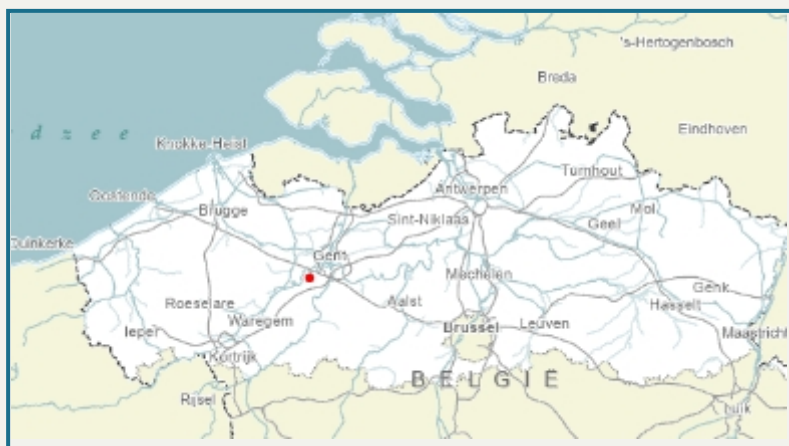 's-Hertogenbosch
Breda
d z e e
Eindhoven
Knokke-Heist
Turnhout
Antwerpen
Oostende
Mol
Brugge
Sint-Niklaas
Geel
Duinkerke
Gent
Mechelen
Genk
Roeselare
Aalst
Hasselt
Waregem
Ieper
Brussel
Leuven
Maastricht
Kortrijk
BELGIË
Rijsel
Luik